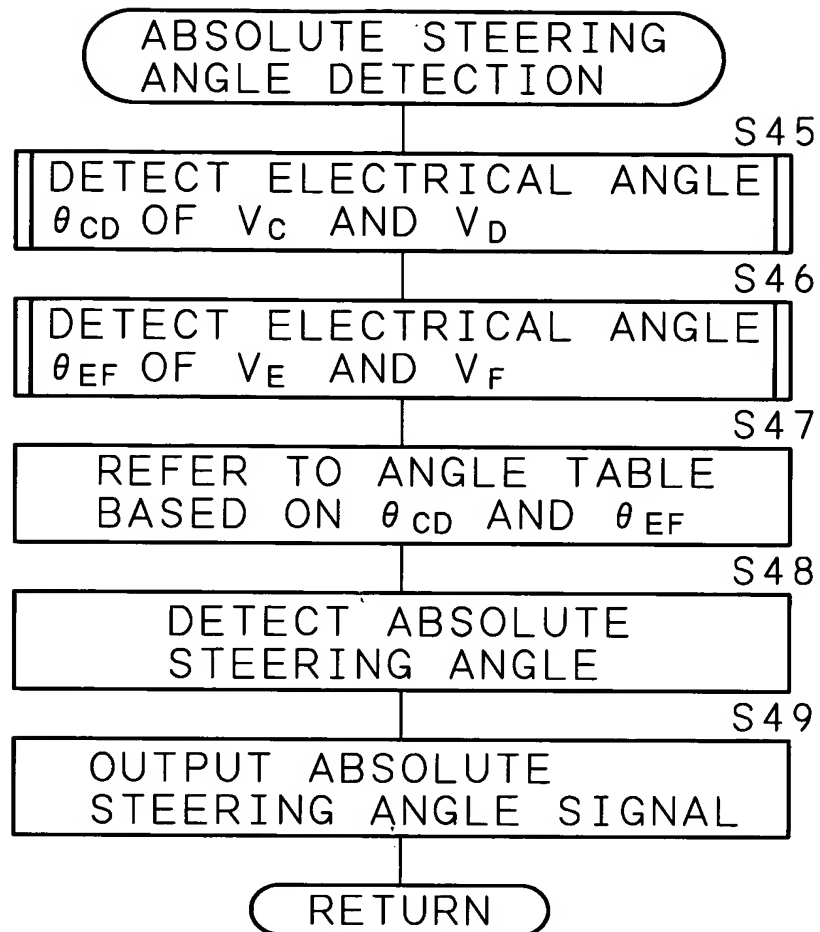 ABSOLUTE STEERING
ANGLE DETECTION
S45
DETECT ELECTRICAL ANGLE
θCD OF VC AND VD
S46
DETECT ELECTRICAL ANGLE
θEF OF VE AND VF
S47
REFER TO ANGLE TABLE
BASED ON θCD AND θEF
S48
DETECT ABSOLUTE
STEERING ANGLE
S49
OUTPUT ABSOLUTE
STEERING ANGLE SIGNAL
RETURN